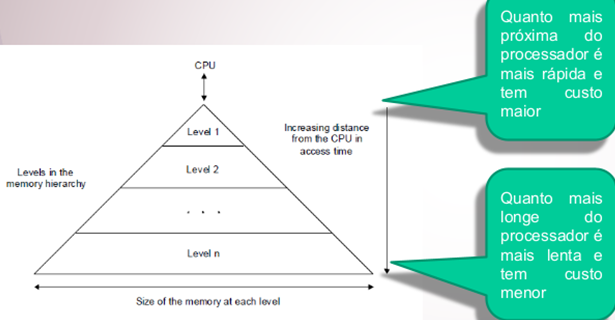 Quanto mais
próxima do
processador é
mais rápida e
tem custo
maior
CPU
Level 1
Increasing distance
from the CPU in
access time
Levels in the
memory hierarchy
Level 2
. . .
Level n
Size of the memory at each level
Quanto mais
longe do
processador é
mais lenta e
tem custo
menor